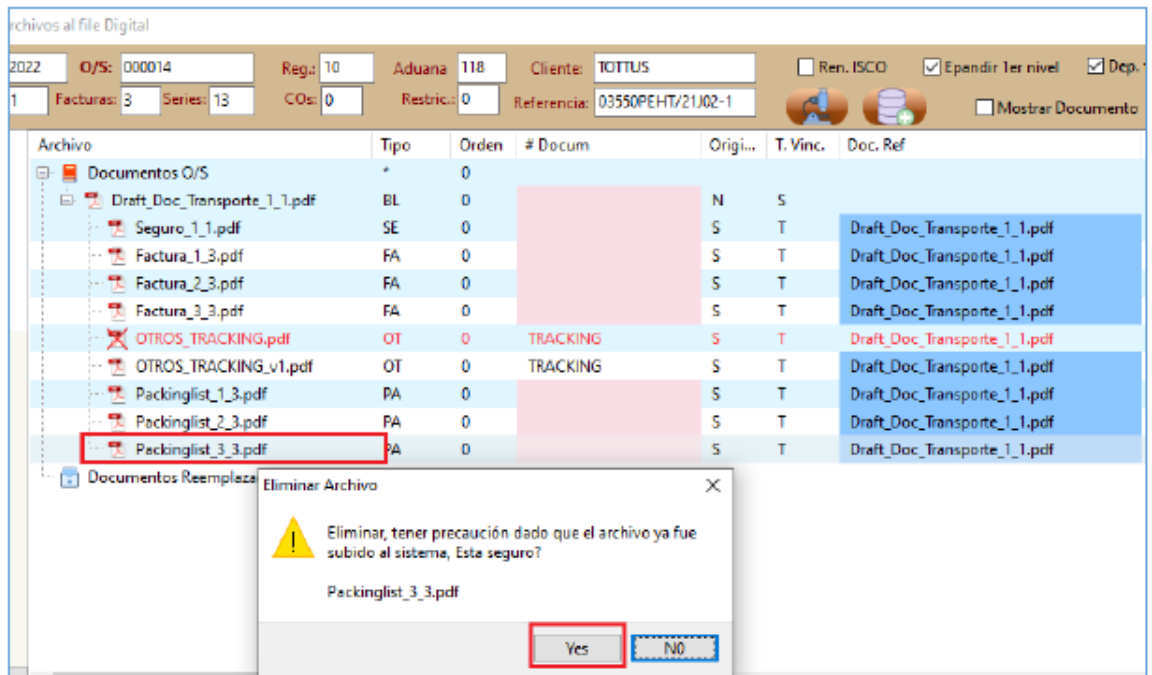 rchivos al file Digital
2022 O/S: 000014 Reg.: 10 Aduana 118 Cliente: TOTTUS Ren. ISCO Epandir 1er nivel Dep.
1 Facturas: 3 Series: 13 COs: 0 Restric.: 0 Referencia: 03550PEHT/21J02-1 Mostrar Documento
Archivo Tipo Orden # Docum Origi... T. Vinc. Doc. Ref
Documentos O/S * 0
Draft_Doc_Transporte_1_1.pdf BL 0 N S
Seguro_1_1.pdf SE 0 S T Draft_Doc_Transporte_1_1.pdf
Factura_1_3.pdf FA 0 S T Draft_Doc_Transporte_1_1.pdf
Factura_2_3.pdf FA 0 S T Draft_Doc_Transporte_1_1.pdf
Factura_3_3.pdf FA 0 S T Draft_Doc_Transporte_1_1.pdf
OTROS_TRACKING.pdf OT 0 TRACKING S T Draft_Doc_Transporte_1_1.pdf
OTROS_TRACKING_v1.pdf OT 0 TRACKING S T Draft_Doc_Transporte_1_1.pdf
Packinglist_1_3.pdf PA 0 S T Draft_Doc_Transporte_1_1.pdf
Packinglist_2_3.pdf PA 0 S T Draft_Doc_Transporte_1_1.pdf
Packinglist_3_3.pdf PA 0 S T Draft_Doc_Transporte_1_1.pdf
Documentos Reemplaza
Eliminar Archivo
Eliminar, tener precaución dado que el archivo ya fue
subido al sistema, Esta seguro?
Packinglist_3_3.pdf
Yes N0